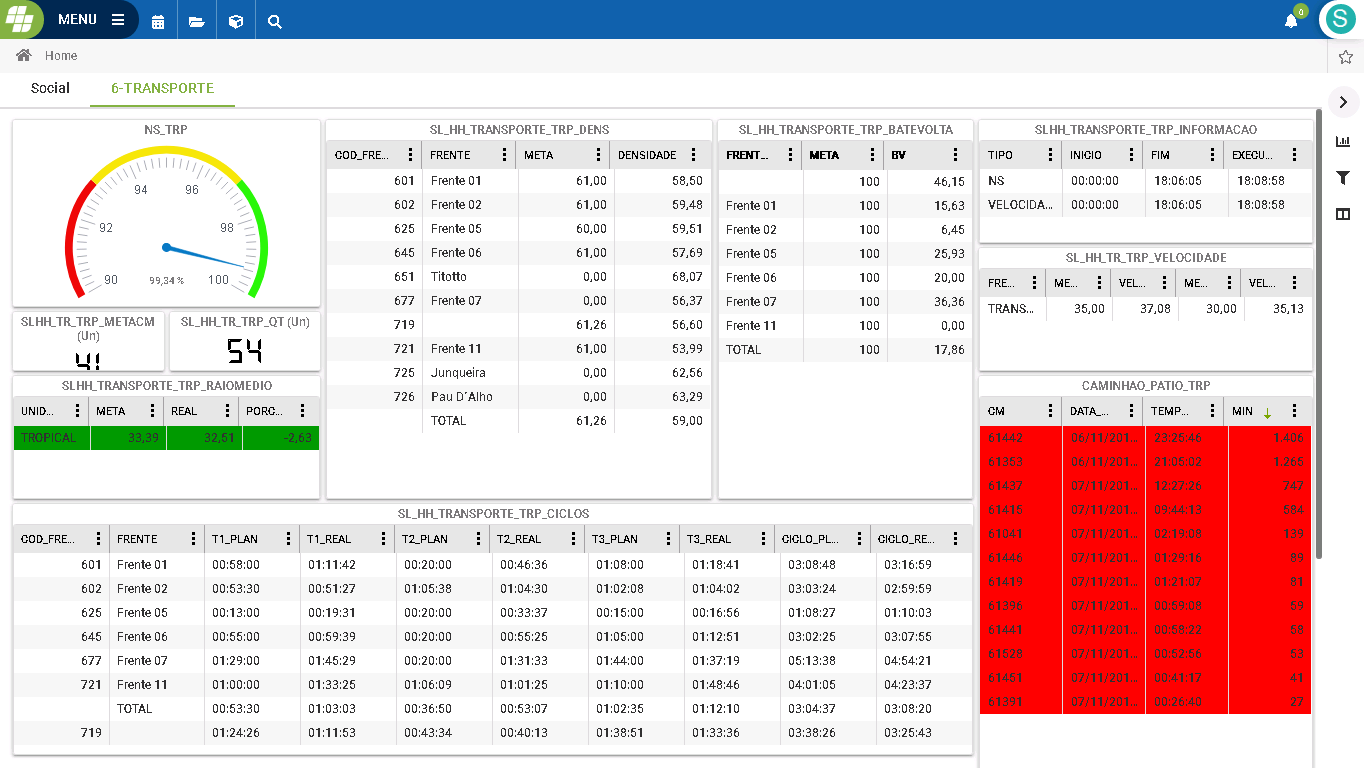 MENU
0
S
Home
Social 6-TRANSPORTE
NS_TRP
90 92 94 96 98 100
99,34 %
SLHH_TR_TRP_METACM (Un)
41
SL_HH_TR_TRP_QT (Un)
54
SLHH_TRANSPORTE_TRP_RAIOMEDIO
UNID... META REAL PORC...
TROPICAL 33,39 32,51 -2,63
SL_HH_TRANSPORTE_TRP_DENS
COD_FRE... FRENTE META DENSIDADE
601 Frente 01 61,00 58,50
602 Frente 02 61,00 59,48
625 Frente 05 60,00 59,51
645 Frente 06 61,00 57,69
651 Titotto 0,00 68,07
677 Frente 07 0,00 56,37
719 61,26 56,60
721 Frente 11 61,00 53,99
725 Junqueira 0,00 62,56
726 Pau D´Alho 0,00 63,29
TOTAL 61,26 59,00
SL_HH_TRANSPORTE_TRP_BATEVOLTA
FRENT... META BV
100 46,15
Frente 01 100 15,63
Frente 02 100 6,45
Frente 05 100 25,93
Frente 06 100 20,00
Frente 07 100 36,36
Frente 11 100 0,00
TOTAL 100 17,86
SLHH_TRANSPORTE_TRP_INFORMACAO
TIPO INICIO FIM EXECU...
NS 00:00:00 18:06:05 18:08:58
VELOCIDA... 00:00:00 18:06:05 18:08:58
SL_HH_TR_TRP_VELOCIDADE
FRE... ME... VEL... ME... VEL...
TRANS... 35,00 37,08 30,00 35,13
SL_HH_TRANSPORTE_TRP_CICLOS
COD_FRE... FRENTE T1_PLAN T1_REAL T2_PLAN T2_REAL T3_PLAN T3_REAL CICLO_PL... CICLO_RE...
601 Frente 01 00:58:00 01:11:42 00:20:00 00:46:36 01:08:00 01:18:41 03:08:48 03:16:59
602 Frente 02 00:53:30 00:51:27 01:05:38 01:04:30 01:02:08 01:04:02 03:03:24 02:59:59
625 Frente 05 00:13:00 00:19:31 00:20:00 00:33:37 00:15:00 00:16:56 01:08:27 01:10:03
645 Frente 06 00:55:00 00:59:39 00:20:00 00:55:25 01:05:00 01:12:51 03:02:25 03:07:55
677 Frente 07 01:29:00 01:45:29 00:20:00 01:31:33 01:44:00 01:37:19 05:13:38 04:54:21
721 Frente 11 01:00:00 01:33:25 01:06:09 01:01:25 01:10:00 01:48:46 04:01:05 04:23:37
TOTAL 00:53:30 01:03:03 00:36:50 00:53:07 01:02:35 01:12:10 03:04:37 03:08:20
719 01:24:26 01:11:53 00:43:34 00:40:13 01:38:51 01:33:36 03:38:26 03:25:43
CAMINHAO_PATIO_TRP
CM DATA_... TEMP... MIN
61442 06/11/201... 23:26:46 1.406
61353 06/11/201... 21:05:02 1.265
61437 07/11/201... 12:27:26 747
61415 07/11/201... 09:44:13 584
61041 07/11/201... 02:19:08 139
61446 07/11/201... 01:29:16 89
61419 07/11/201... 01:21:07 81
61396 07/11/201... 00:59:08 59
61441 07/11/201... 00:58:22 58
61528 07/11/201... 00:52:56 53
61451 07/11/201... 00:41:17 41
61391 07/11/201... 00:26:40 27